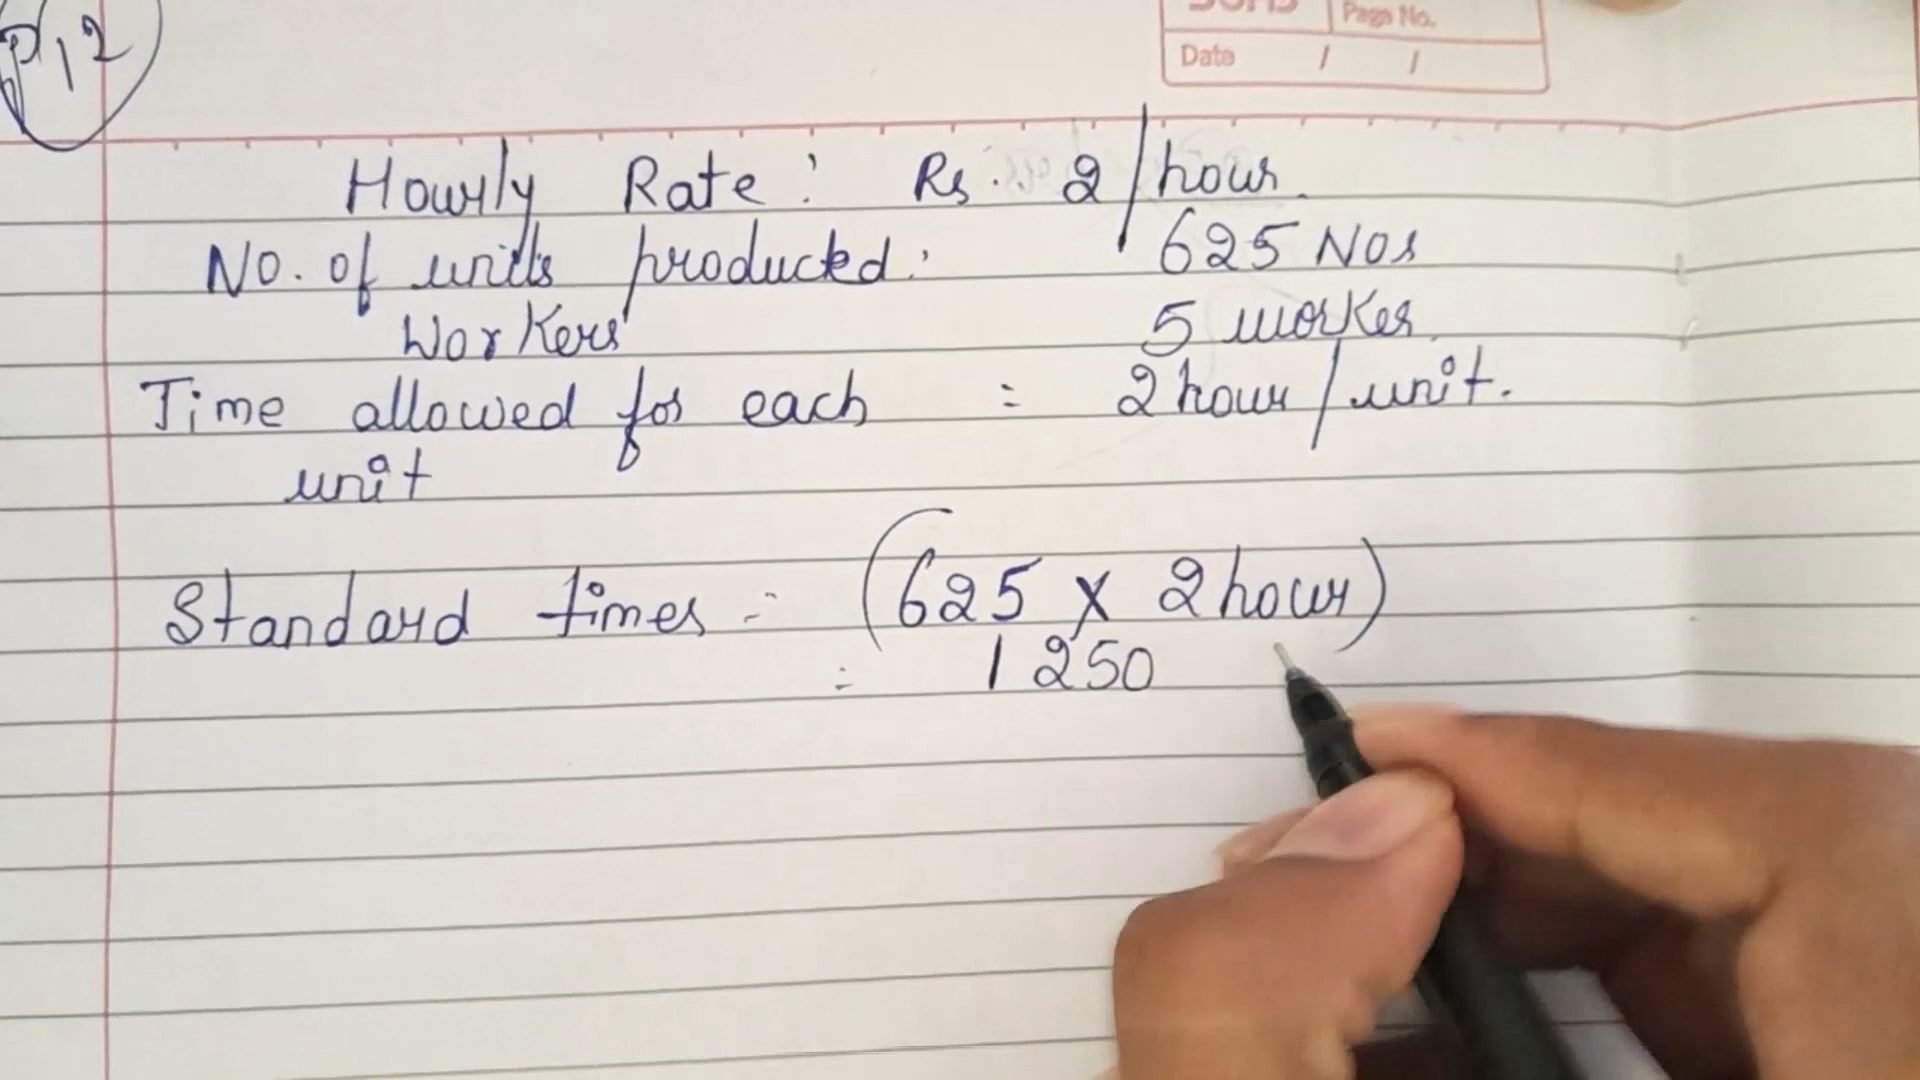 P12
Page No.
Date / /
Hourly Rate: Rs. 2/hour.
No. of units produced: 625 Nos
Workers 5 worker
Time allowed for each = 2 hour/unit.
unit
Standard times = (625 x 2 hour)
= 1250